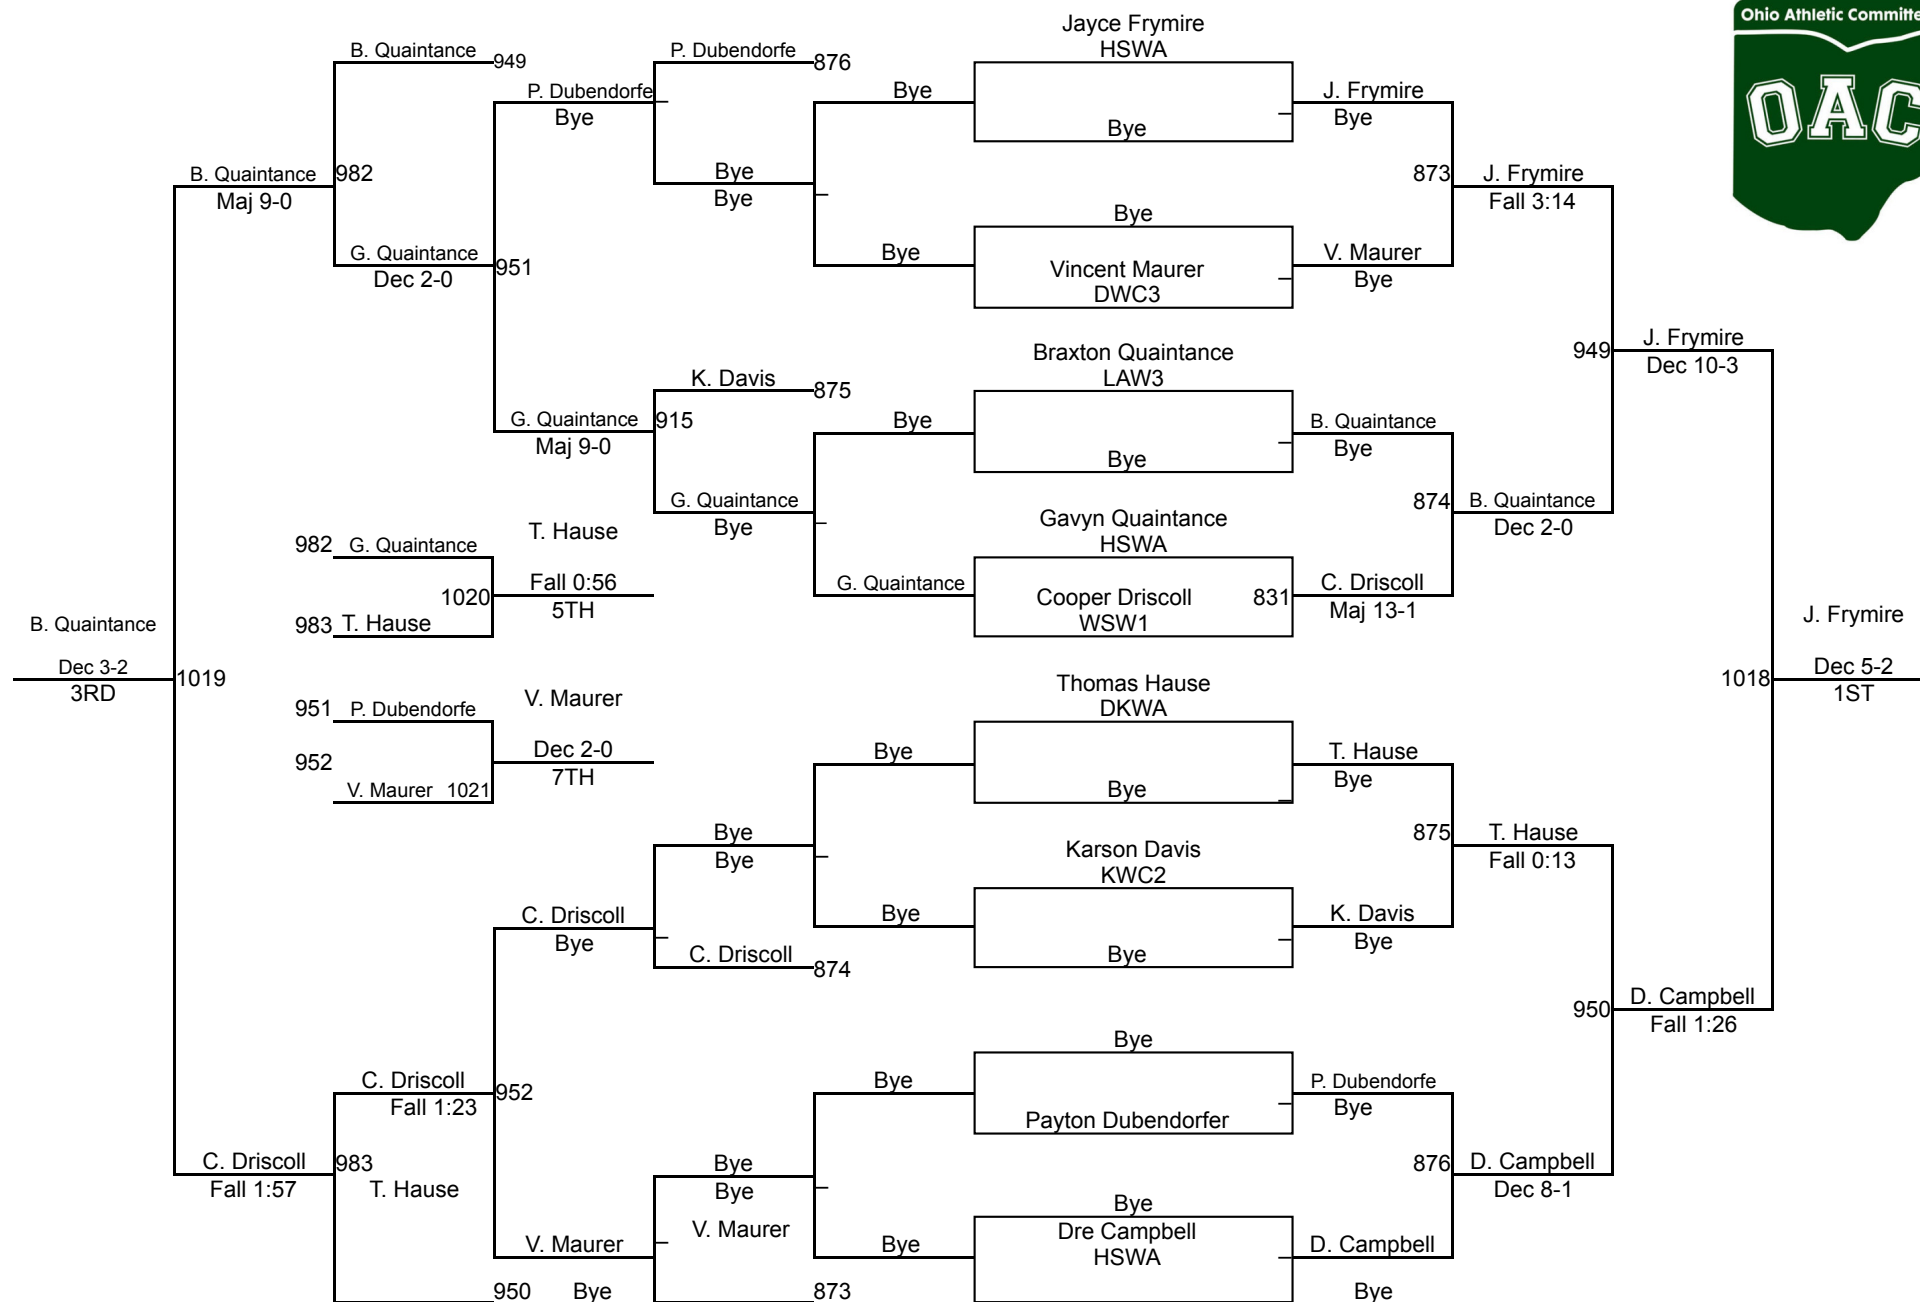 Ohio Athletic Committe
OAC
Jayce Frymire
HSWA
B. Quaintance
949
P. Dubendorfe
876
P. Dubendorfe
Bye
Bye
Bye
J. Frymire
Bye
B. Quaintance
Maj 9-0
982
Bye
Bye
873
J. Frymire
Fall 3:14
Bye
G. Quaintance
Dec 2-0
951
Bye
Vincent Maurer
DWC3
V. Maurer
Bye
949
J. Frymire
Dec 10-3
Braxton Quaintance
LAW3
K. Davis
875
G. Quaintance
Maj 9-0
915
Bye
Bye
B. Quaintance
Bye
G. Quaintance
Bye
874
B. Quaintance
Dec 2-0
Gavyn Quaintance
HSWA
T. Hause
982
G. Quaintance
1020
Fall 0:56
5TH
983
T. Hause
G. Quaintance
Cooper Driscoll
WSW1
831
C. Driscoll
Maj 13-1
B. Quaintance
Dec 3-2
3RD
1019
J. Frymire
1018
Dec 5-2
1ST
Thomas Hause
DKWA
V. Maurer
951
P. Dubendorfe
952
Dec 2-0
7TH
V. Maurer
1021
Bye
Bye
T. Hause
Bye
Bye
Bye
875
T. Hause
Fall 0:13
Karson Davis
KWC2
C. Driscoll
Bye
Bye
Bye
K. Davis
Bye
C. Driscoll
874
950
D. Campbell
Fall 1:26
Bye
C. Driscoll
Fall 1:23
952
Bye
Payton Dubendorfer
P. Dubendorfe
Bye
C. Driscoll
Fall 1:57
983
T. Hause
Bye
Bye
876
D. Campbell
Dec 8-1
Bye
V. Maurer
V. Maurer
Bye
Dre Campbell
HSWA
D. Campbell
950
Bye
873
Bye